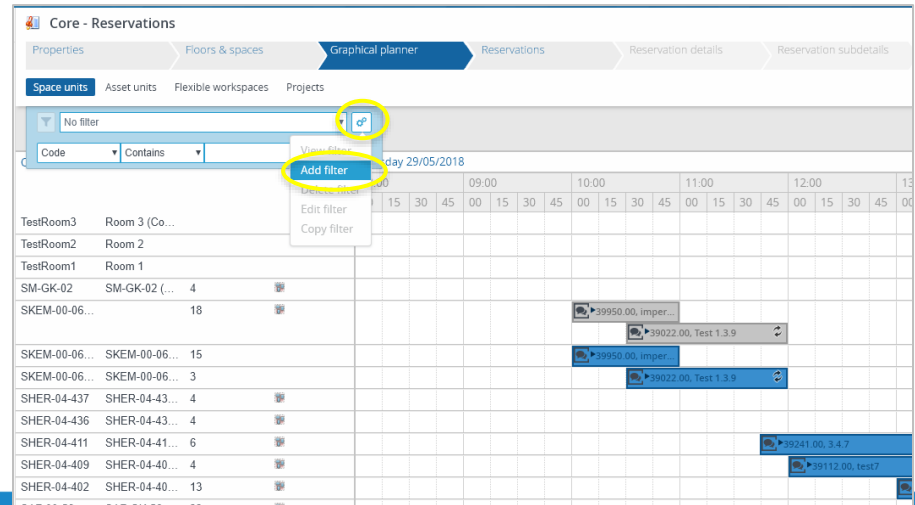 Core - Reservations
Properties Floors & spaces Graphical planner Reservations Reservation details Reservation subdetails
Space units Asset units Flexible workspaces Projects
No filter
Code Contains
View filter
Add filter
Delete filter
Edit filter
Copy filter
day 29/05/2018
09:00 10:00 11:00 12:00
15 30 45 00 15 30 45 00 15 30 45 00 15 30 45 00 15 30 45 00
TestRoom3 Room 3 (Co...
TestRoom2 Room 2
TestRoom1 Room 1
SM-GK-02 SM-GK-02 (... 4
SKEM-00-06... 18 39950.00, imper...
39022.00, Test 1.3.9
SKEM-00-06... SKEM-00-06... 15 39950.00, imper...
SKEM-00-06... SKEM-00-06... 3 39022.00, Test 1.3.9
SHER-04-437 SHER-04-43... 4
SHER-04-436 SHER-04-43... 4
SHER-04-411 SHER-04-41... 6 39241.00, 3.4.7
SHER-04-409 SHER-04-40... 4 39112.00, test7
SHER-04-402 SHER-04-40... 13